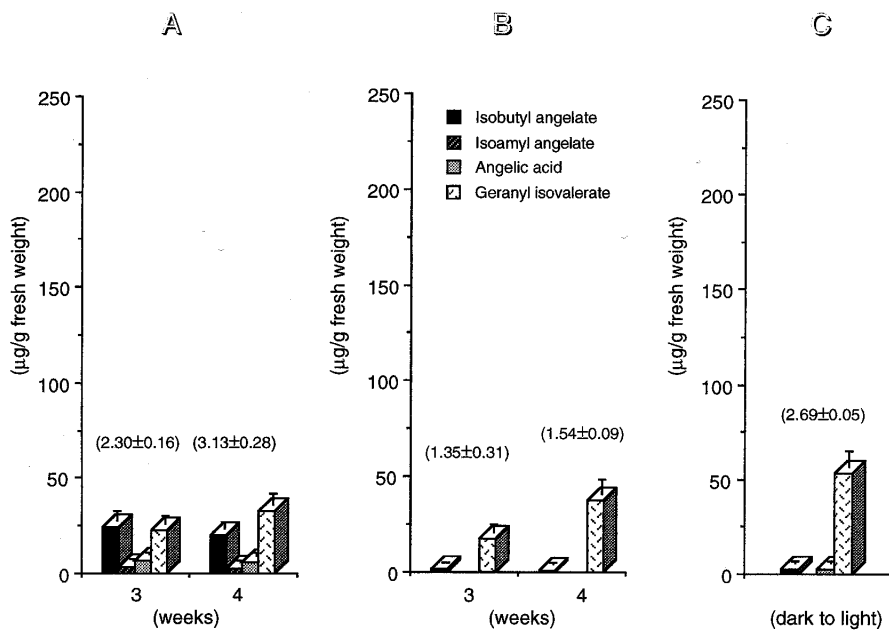 A
250
200
150
100
50
0
(µg/g fresh weight)
(2.30±0.16) (3.13±0.28)
3 4
(weeks)
B
250
200
150
100
50
0
(µg/g fresh weight)
Isobutyl angelate
Isoamyl angelate
Angelic acid
Geranyl isovalerate
(1.35±0.31) (1.54±0.09)
3 4
(weeks)
C
250
200
150
100
50
0
(µg/g fresh weight)
(2.69±0.05)
(dark to light)